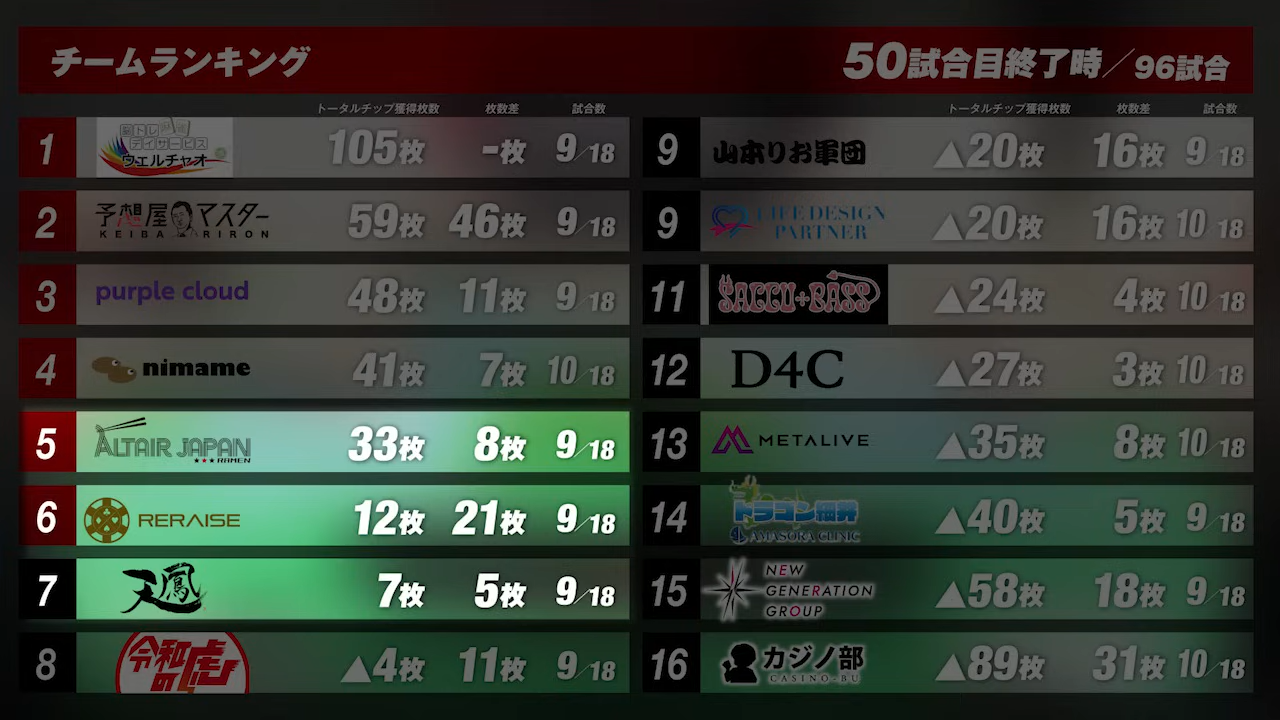 チームランキング 50試合目終了時／96試合
トータルチップ獲得枚数 枚数差 試合数
1 脳トレ麻雀 デイサービス ウェルチャオ 105枚 -枚 9/18
2 予想屋マスター KEIBA RIRON 59枚 46枚 9/18
3 purple cloud 48枚 11枚 9/18
4 nimame 41枚 7枚 10/18
5 ALTAIR JAPAN ★★★RAMEN 33枚 8枚 9/18
6 RERAISE 12枚 21枚 9/18
7 天鳳 7枚 5枚 9/18
8 令和の虎 ▲4枚 11枚 9/18
トータルチップ獲得枚数 枚数差 試合数
9 山本りお軍団 ▲20枚 16枚 9/18
9 LIFE DESIGN PARTNER ▲20枚 16枚 10/18
11 SACCU+BASS ▲24枚 4枚 10/18
12 D4C ▲27枚 3枚 10/18
13 METALIVE ▲35枚 8枚 10/18
14 ドラゴン細井 AMASORA CLINIC ▲40枚 5枚 9/18
15 NEW GENERATION GROUP ▲58枚 18枚 9/18
16 カジノ部 CASINO-BU ▲89枚 31枚 10/18